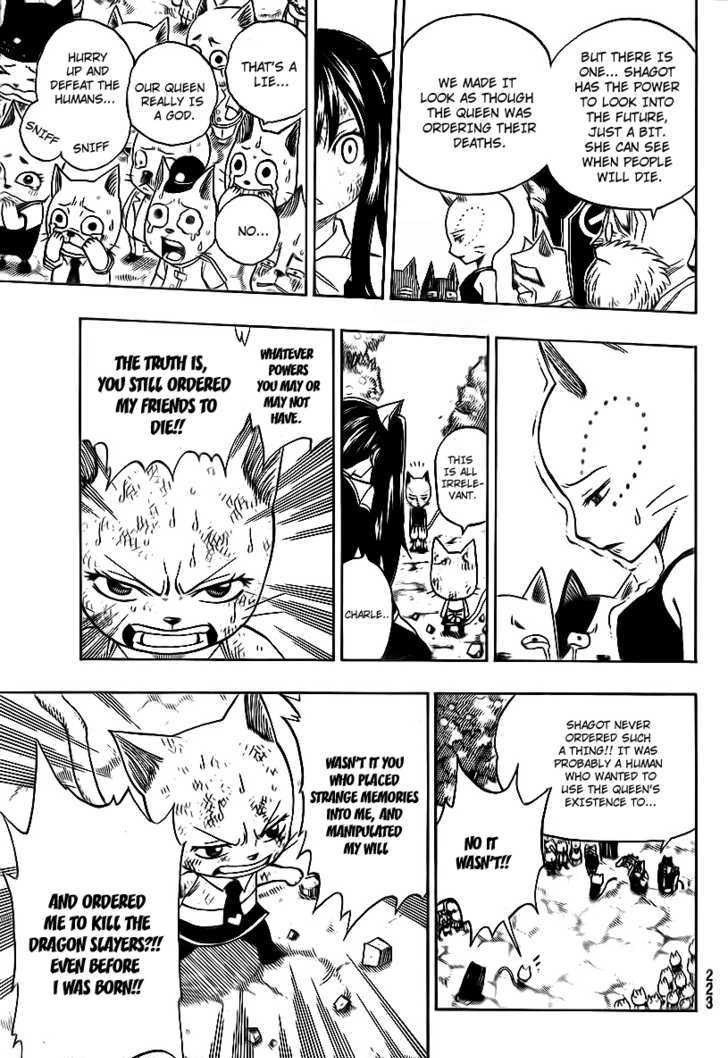 BUT THERE IS
ONE... SHAGOT
HAS THE POWER
TO LOOK INTO
THE FUTURE,
JUST A BIT.
SHE CAN SEE
WHEN PEOPLE
WILL DIE.
WE MADE IT
LOOK AS THOUGH
THE QUEEN WAS
ORDERING THEIR
DEATHS.
THAT'S A
LIE...
OUR QUEEN
REALLY IS
A GOD.
HURRY
UP AND
DEFEAT THE
HUMANS...
SNIFF
SNIFF
NO...
THIS
IS ALL
IRRELE-
VANT.
CHARLE..
WHATEVER
POWERS
YOU MAY OR
MAY NOT
HAVE.
THE TRUTH IS,
YOU STILL ORDERED
MY FRIENDS TO
DIE!!
SHAGOT NEVER
ORDERED SUCH
A THING!! IT WAS
PROBABLY A HUMAN
WHO WANTED TO
USE THE QUEEN'S
EXISTENCE TO...
NO IT
WASN'T!!
WASN'T IT YOU
WHO PLACED
STRANGE MEMORIES
INTO ME, AND
MANIPULATED
MY WILL
AND ORDERED
ME TO KILL THE
DRAGON SLAYERS?!!
EVEN BEFORE
I WAS BORN!!
223